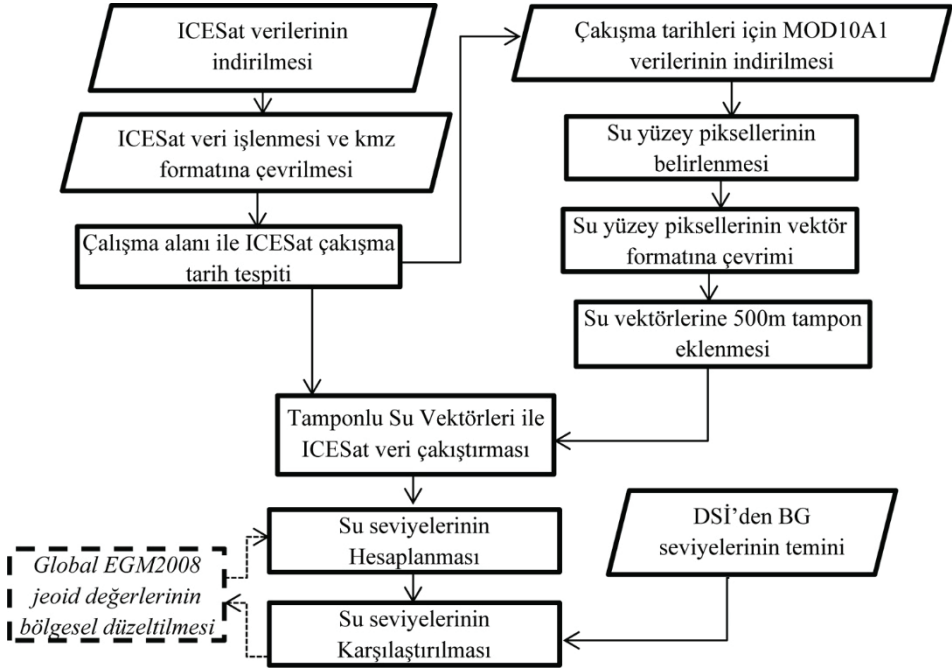 ICESat verilerinin
indirilmesi
ICESat veri işlenmesi ve kmz
formatına çevrilmesi
Çalışma alanı ile ICESat çakışma
tarih tespiti
Çakışma tarihleri için MOD10A1
verilerinin indirilmesi
Su yüzey piksellerinin
belirlenmesi
Su yüzey piksellerinin vektör
formatına çevrimi
Su vektörlerine 500m tampon
eklenmesi
Tamponlu Su Vektörleri ile
ICESat veri çakıştırması
Su seviyelerinin
Hesaplanması
DSİ’den BG
seviyelerinin temini
Global EGM2008
jeoid değerlerinin
bölgesel düzeltilmesi
Su seviyelerinin
Karşılaştırılması